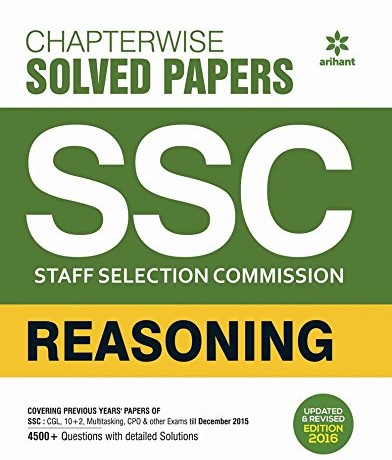 CHAPTERWISE
SOLVED PAPERS
arihant
SSC
STAFF SELECTION COMMISSION
REASONING
COVERING PREVIOUS YEARS' PAPERS OF
SSC : CGL, 10+2, Multitasking, CPO & other Exams till December 2015
4500+ Questions with detailed Solutions
UPDATED
& REVISED
EDITION
2016